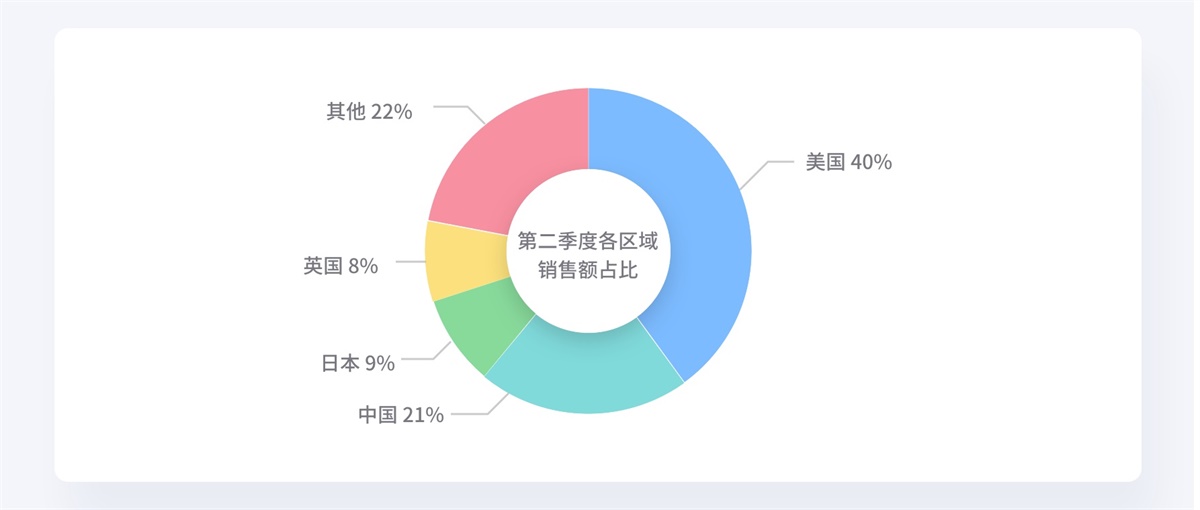 其他 22%
美国 40%
第二季度各区域
销售额占比
英国 8%
日本 9%
中国 21%